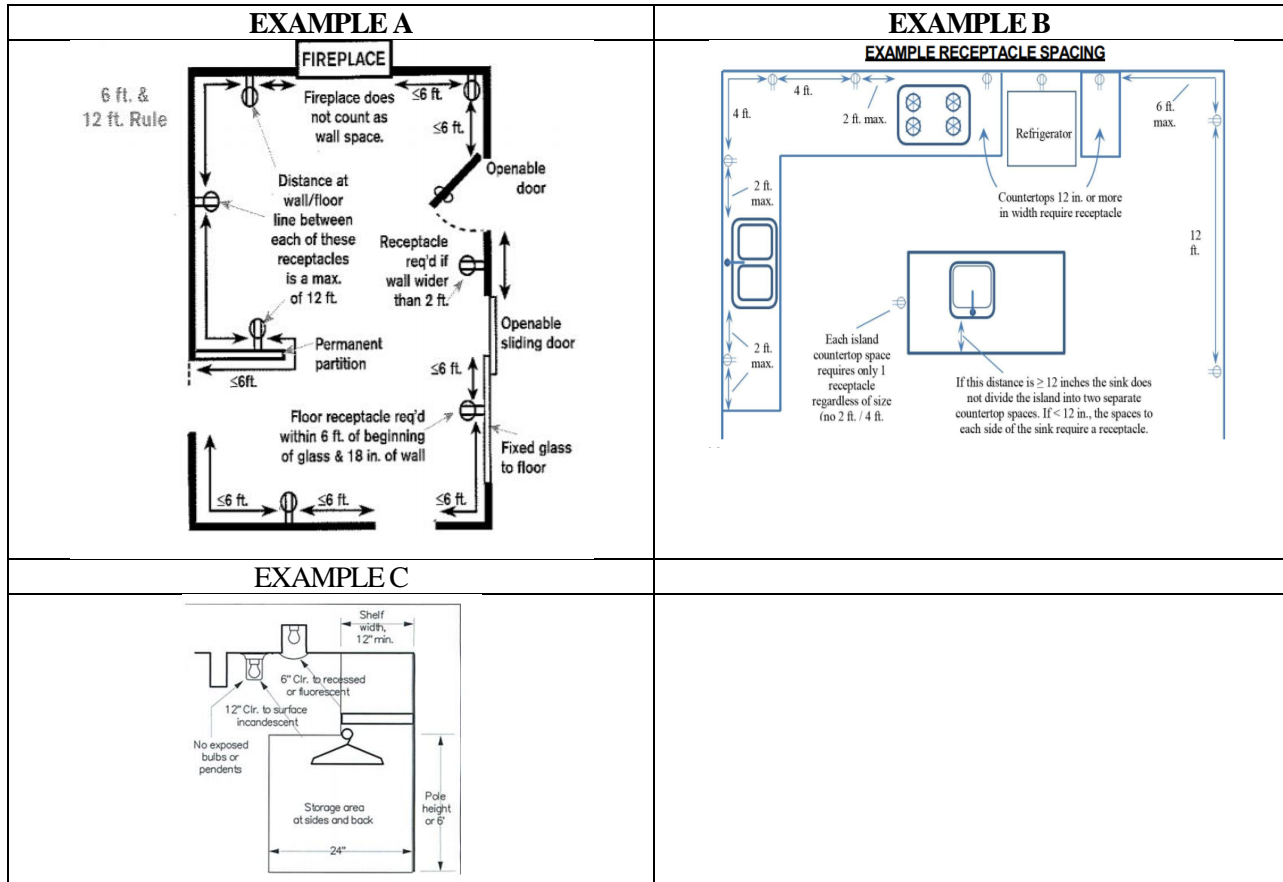 EXAMPLE A
FIREPLACE
6 ft. &
12 ft. Rule
Fireplace does
not count as
wall space.
≤6 ft.
≤6 ft.
Openable
door
Distance at
wall/floor
line between
each of these
receptacles
is a max.
of 12 ft.
Receptacle
req'd if
wall wider
than 2 ft.
Permanent
partition
≤6ft.
Openable
sliding door
≤6 ft.
Floor receptacle req'd
within 6 ft. of beginning
of glass & 18 in. of wall
Fixed glass
to floor
≤6 ft.
≤6 ft.
≤6 ft.
EXAMPLE B
EXAMPLE RECEPTACLE SPACING
4 ft.
4 ft.
2 ft. max.
Refrigerator
6 ft.
max.
2 ft.
max.
Countertops 12 in. or more
in width require receptacle
12
ft.
Each island
countertop space
requires only 1
receptacle
regardless of size
(no 2 ft. / 4 ft.
2 ft.
max.
If this distance is ≥ 12 inches the sink does
not divide the island into two separate
countertop spaces. If < 12 in., the spaces to
each side of the sink require a receptacle.
EXAMPLE C
Shelf
width,
12" min.
6" Clr. to recessed
or fluorescent
12" Clr. to surface
incandescent
No exposed
bulbs or
pendents
Storage area
at sides and back
Pole
height
or 6'
24"